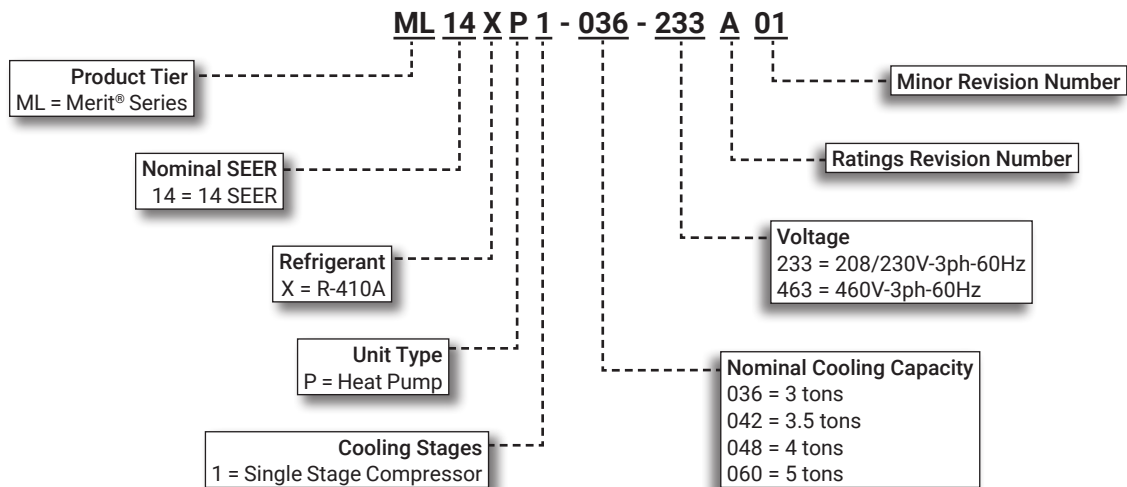 ML 14 X P 1 - 036 - 233 A 01
Product Tier
ML = Merit® Series
Minor Revision Number
Nominal SEER
14 = 14 SEER
Ratings Revision Number
Refrigerant
X = R-410A
Voltage
233 = 208/230V-3ph-60Hz
463 = 460V-3ph-60Hz
Unit Type
P = Heat Pump
Nominal Cooling Capacity
036 = 3 tons
042 = 3.5 tons
048 = 4 tons
060 = 5 tons
Cooling Stages
1 = Single Stage Compressor